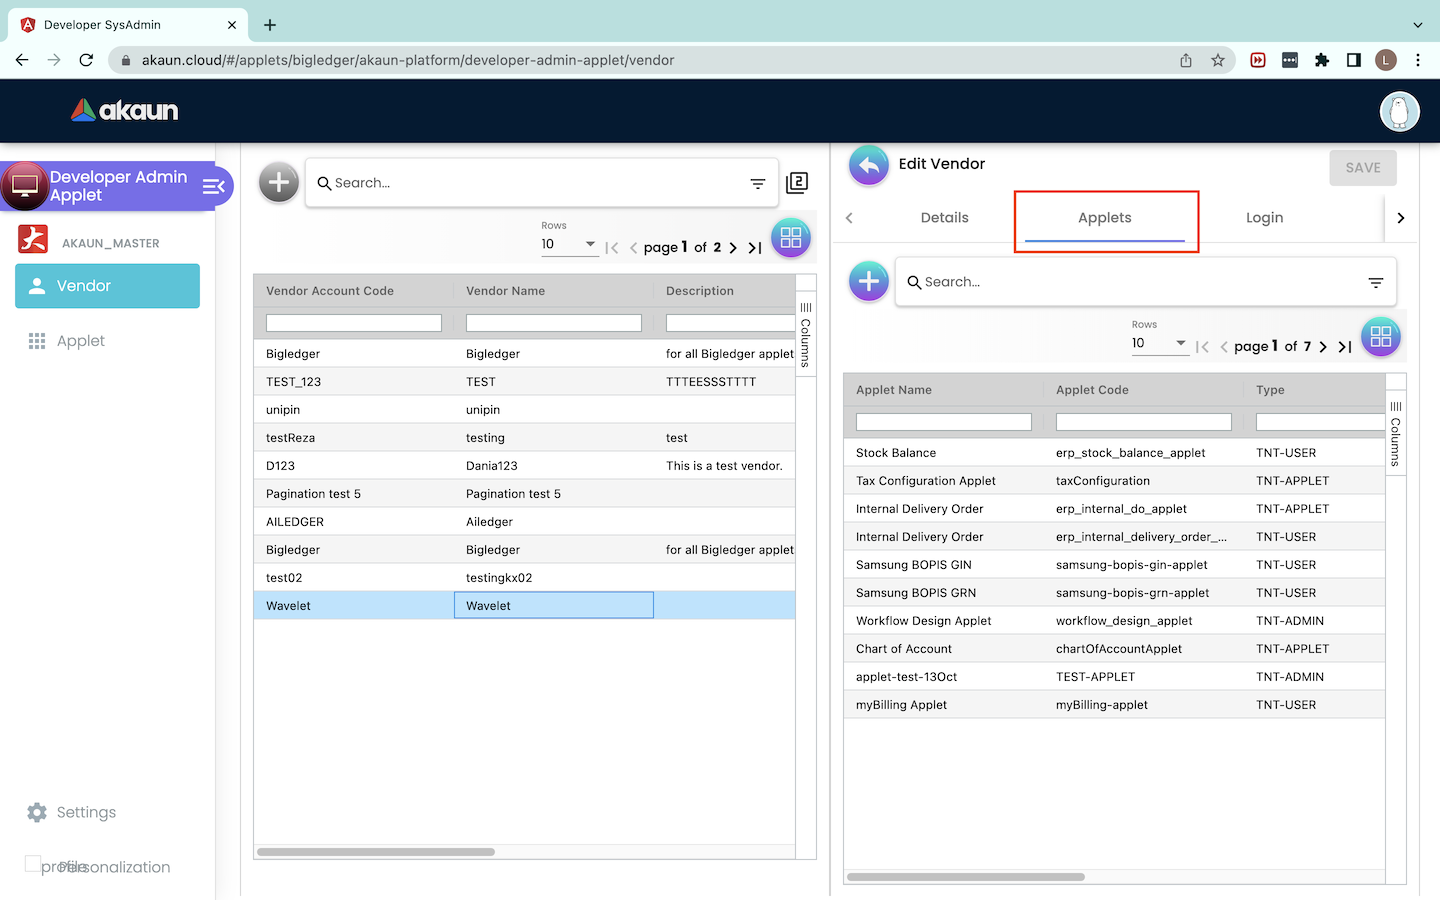 Developer SysAdmin
akaun.cloud/#/applets/bigledger/akaun-platform/developer-admin-applet/vendor
L
akaun
Developer Admin
Applet
AKAUN_MASTER
Vendor
Applet
Settings
profile
Personalization
Search...
2
Rows
10
page 1 of 2
Vendor Account Code Vendor Name Description
Columns
Bigledger Bigledger for all Bigledger applet
TEST_123 TEST TTTEESSSTTTT
unipin unipin
testReza testing test
D123 Dania123 This is a test vendor.
Pagination test 5 Pagination test 5
AILEDGER Ailedger
Bigledger Bigledger for all Bigledger applet
test02 testingkx02
Wavelet Wavelet
Edit Vendor
SAVE
Details Applets Login
Search...
Rows
10
page 1 of 7
Applet Name Applet Code Type
Columns
Stock Balance erp_stock_balance_applet TNT-USER
Tax Configuration Applet taxConfiguration TNT-APPLET
Internal Delivery Order erp_internal_do_applet TNT-APPLET
Internal Delivery Order erp_internal_delivery_order_... TNT-USER
Samsung BOPIS GIN samsung-bopis-gin-applet TNT-USER
Samsung BOPIS GRN samsung-bopis-grn-applet TNT-USER
Workflow Design Applet workflow_design_applet TNT-ADMIN
Chart of Account chartOfAccountApplet TNT-APPLET
applet-test-13Oct TEST-APPLET TNT-ADMIN
myBilling Applet myBilling-applet TNT-USER